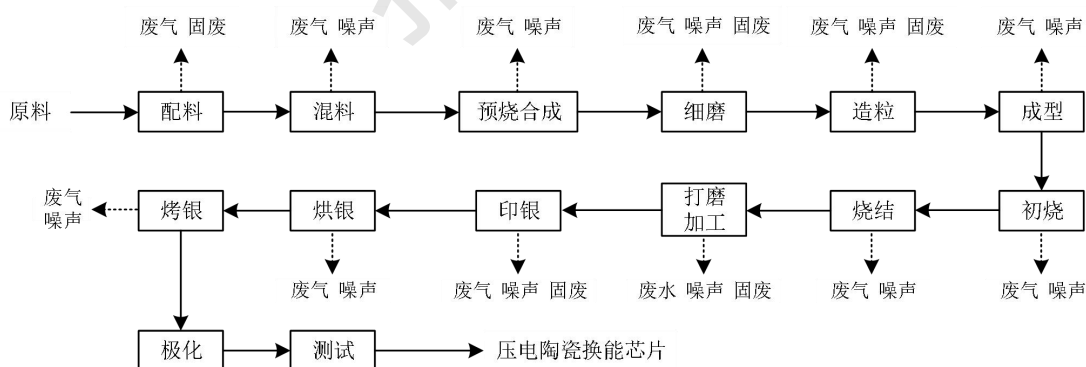 废气 固废
废气 噪声
废气 噪声
废气 噪声 固废
废气 噪声 固废
废气 噪声
原料
配料
混料
预烧合成
细磨
造粒
成型
废气
噪声
烤银
烘银
印银
打磨
加工
烧结
初烧
废气 噪声
废气 噪声 固废
废水 噪声 固废
废气 噪声
废气 噪声
极化
测试
压电陶瓷换能芯片